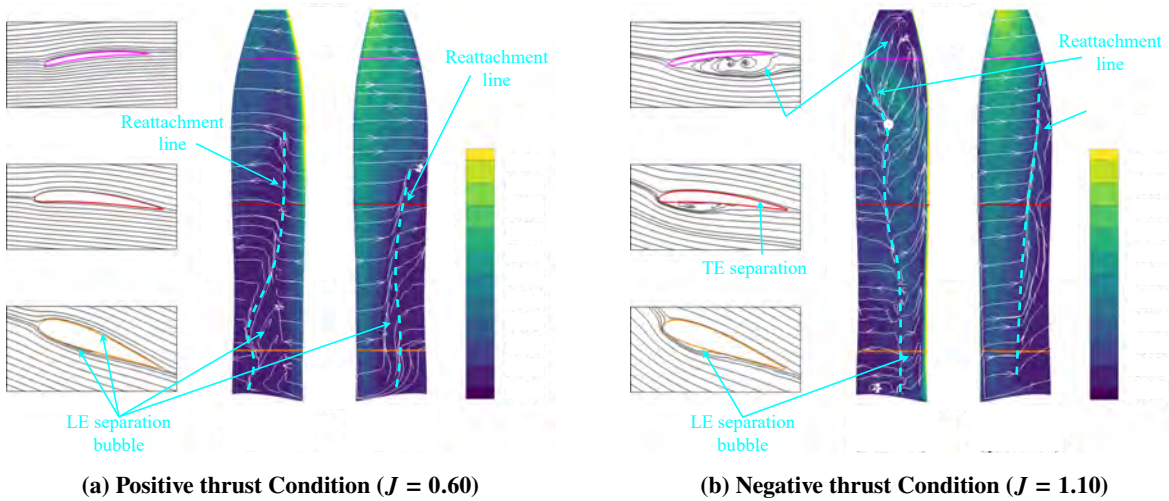 Reattachment
line
Reattachment
line
LE separation
bubble
(a) Positive thrust Condition (J = 0.60)
Reattachment
line
TE separation
LE separation
bubble
(b) Negative thrust Condition (J = 1.10)